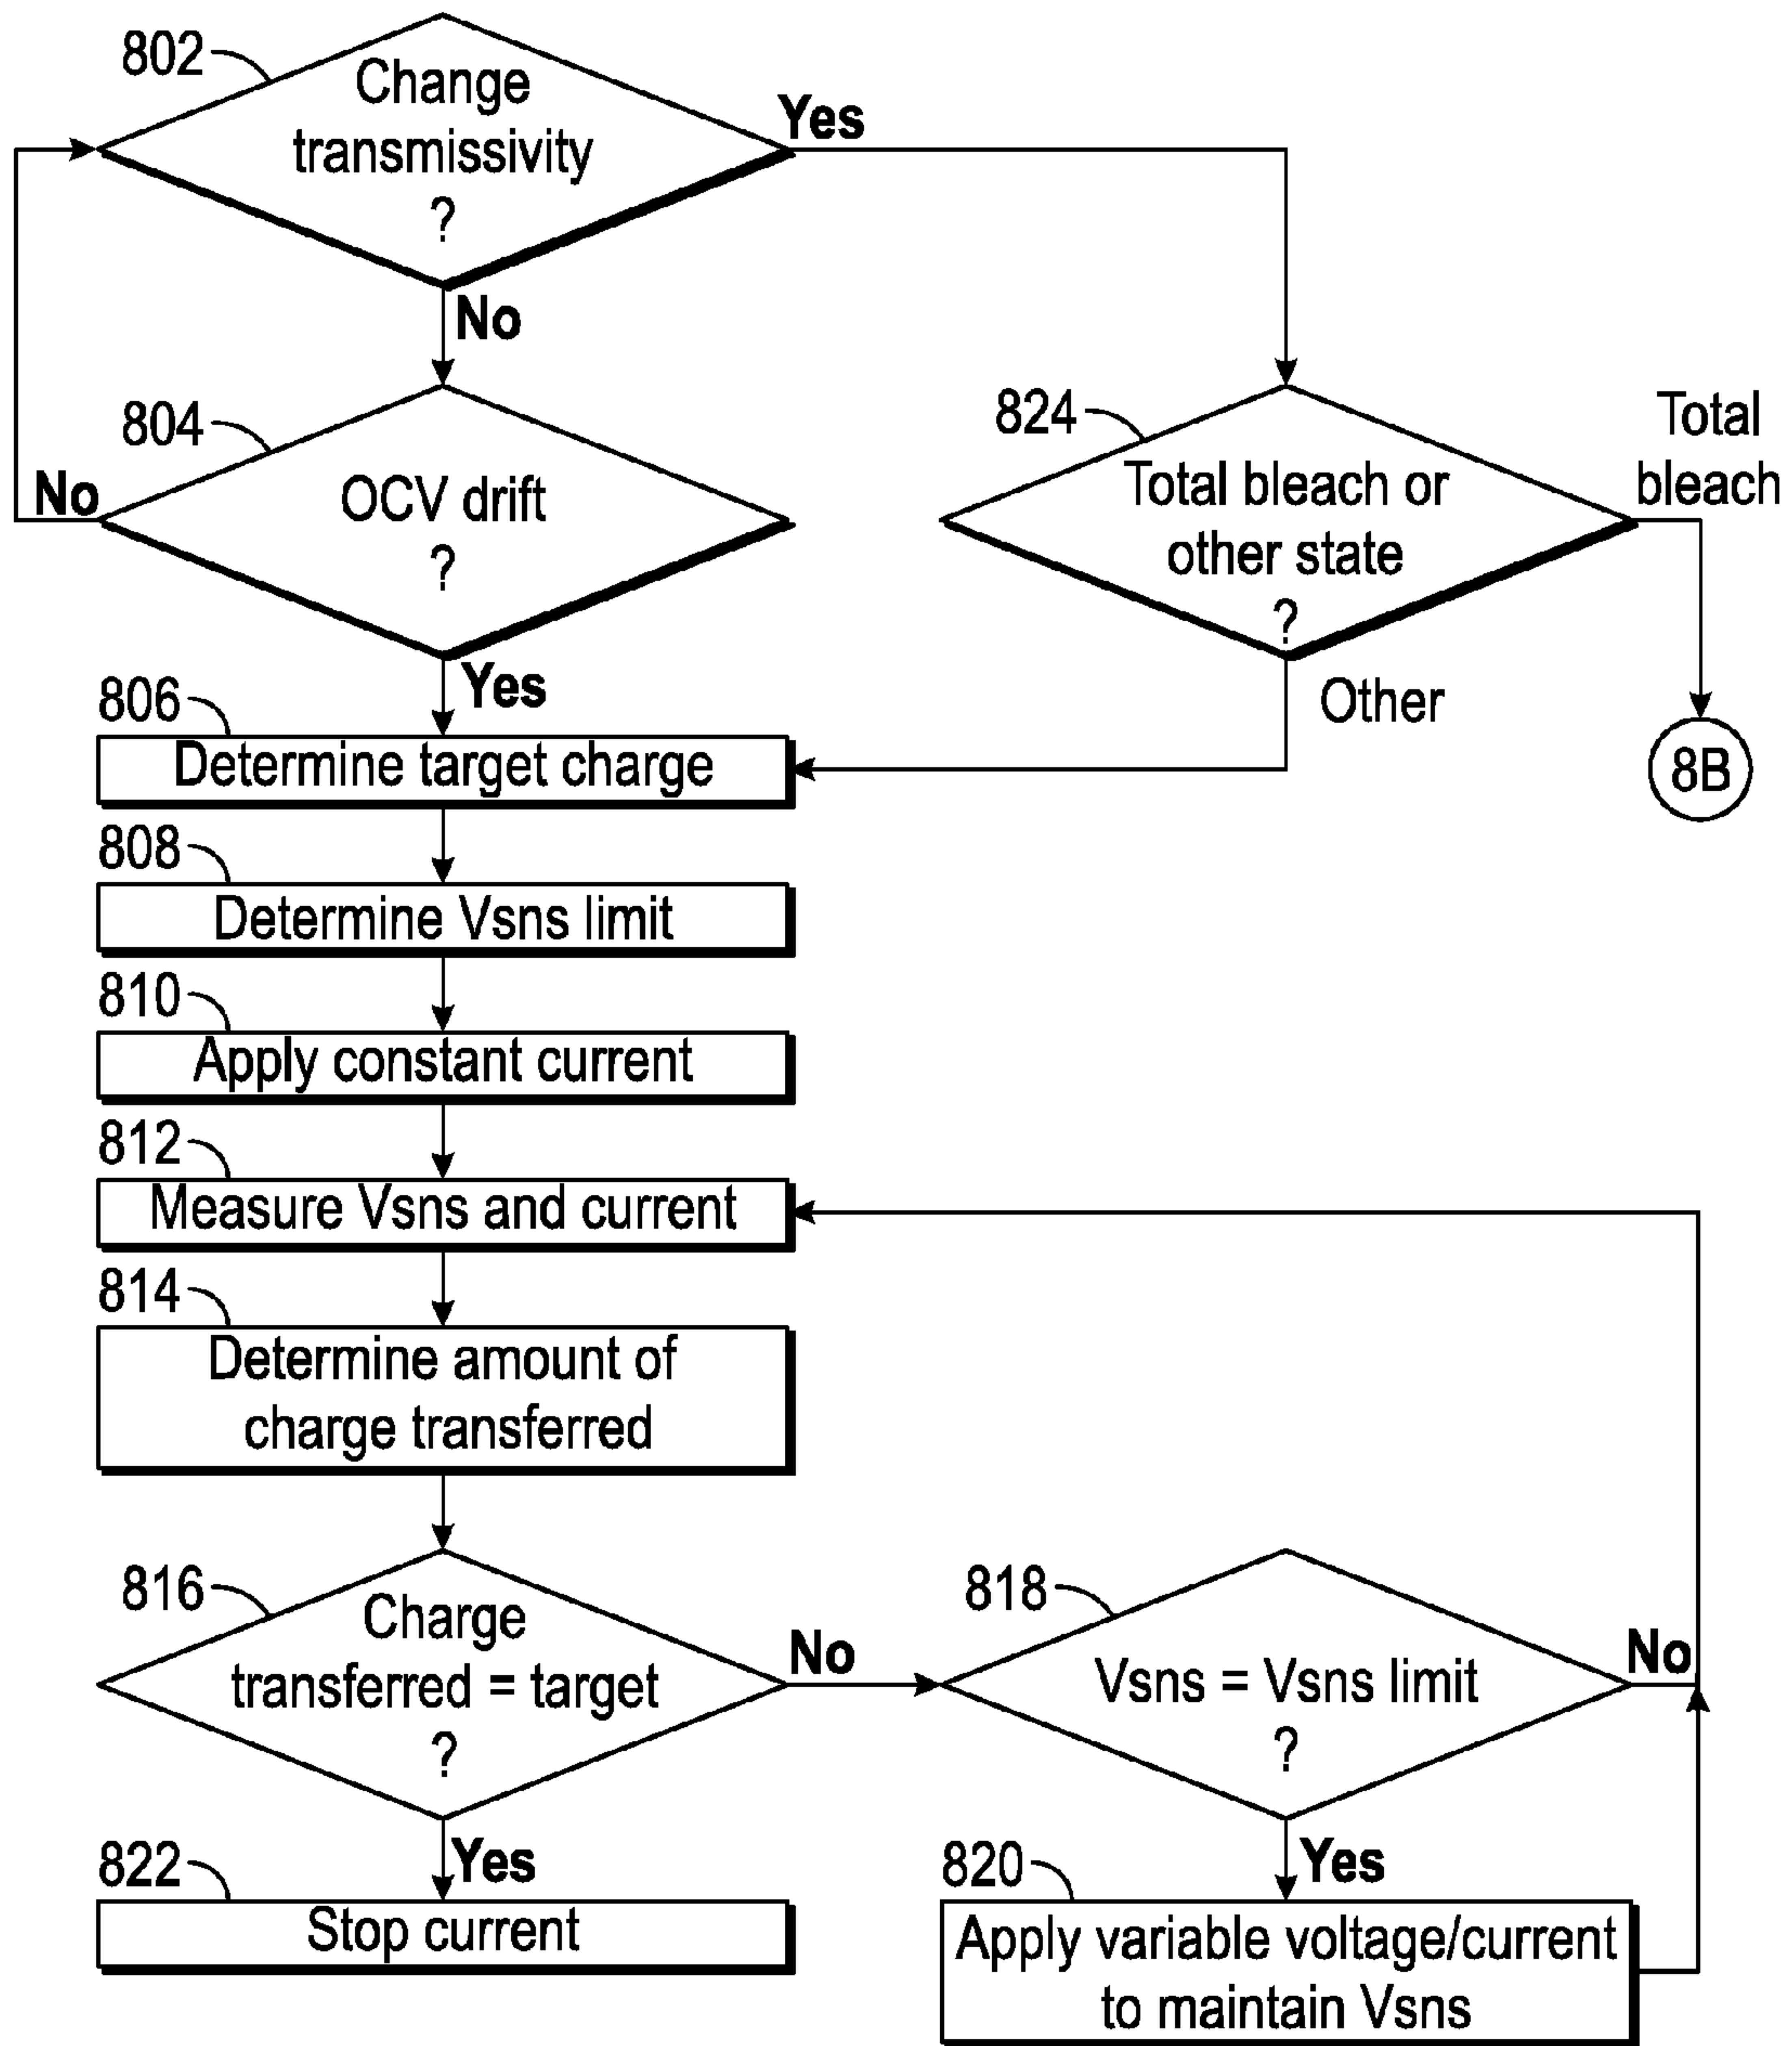 802
Change
transmissivity
?
Yes
No
804
OCV drift
?
No
Yes
824
Total bleach or
other state
?
Total
bleach
Other
8B
806
Determine target charge
808
Determine Vsns limit
810
Apply constant current
812
Measure Vsns and current
814
Determine amount of
charge transferred
816
Charge
transferred = target
?
No
Yes
818
Vsns = Vsns limit
?
No
Yes
822
Stop current
820
Apply variable voltage/current
to maintain Vsns